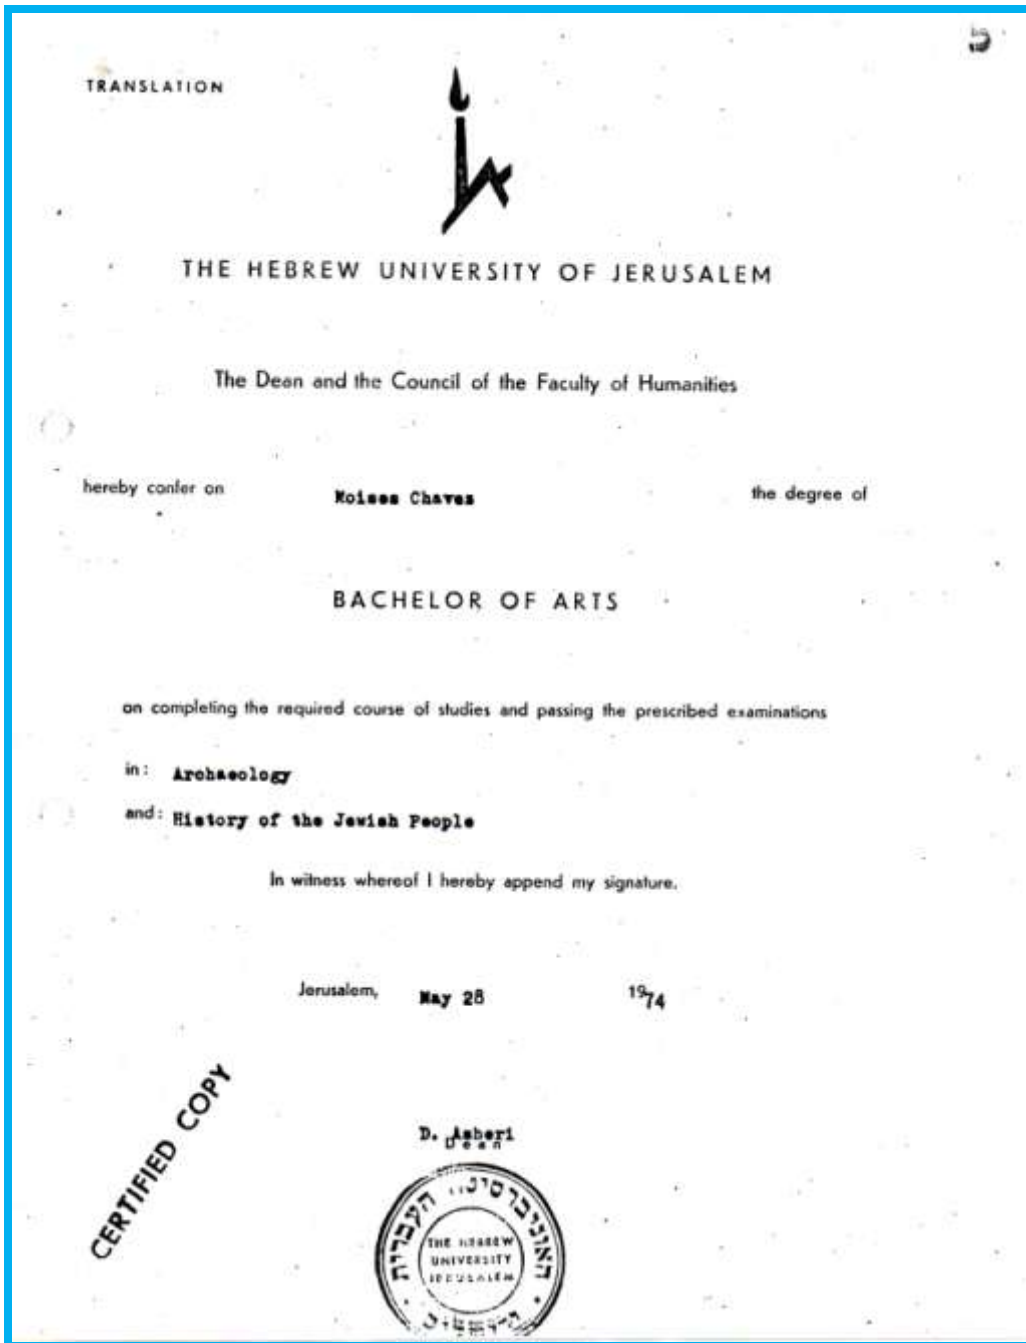 TRANSLATION
THE HEBREW UNIVERSITY OF JERUSALEM
The Dean and the Council of the Faculty of Humanities
hereby confer on Moises Chaves the degree of
BACHELOR OF ARTS
on completing the required course of studies and passing the prescribed examinations
in: Archaeology
and: History of the Jewish People
In witness whereof I hereby append my signature.
Jerusalem, May 28 1974
CERTIFIED COPY
D. Asheri
Dean
האוניברסיטה העברית
THE HEBREW
UNIVERSITY
JERUSALEM